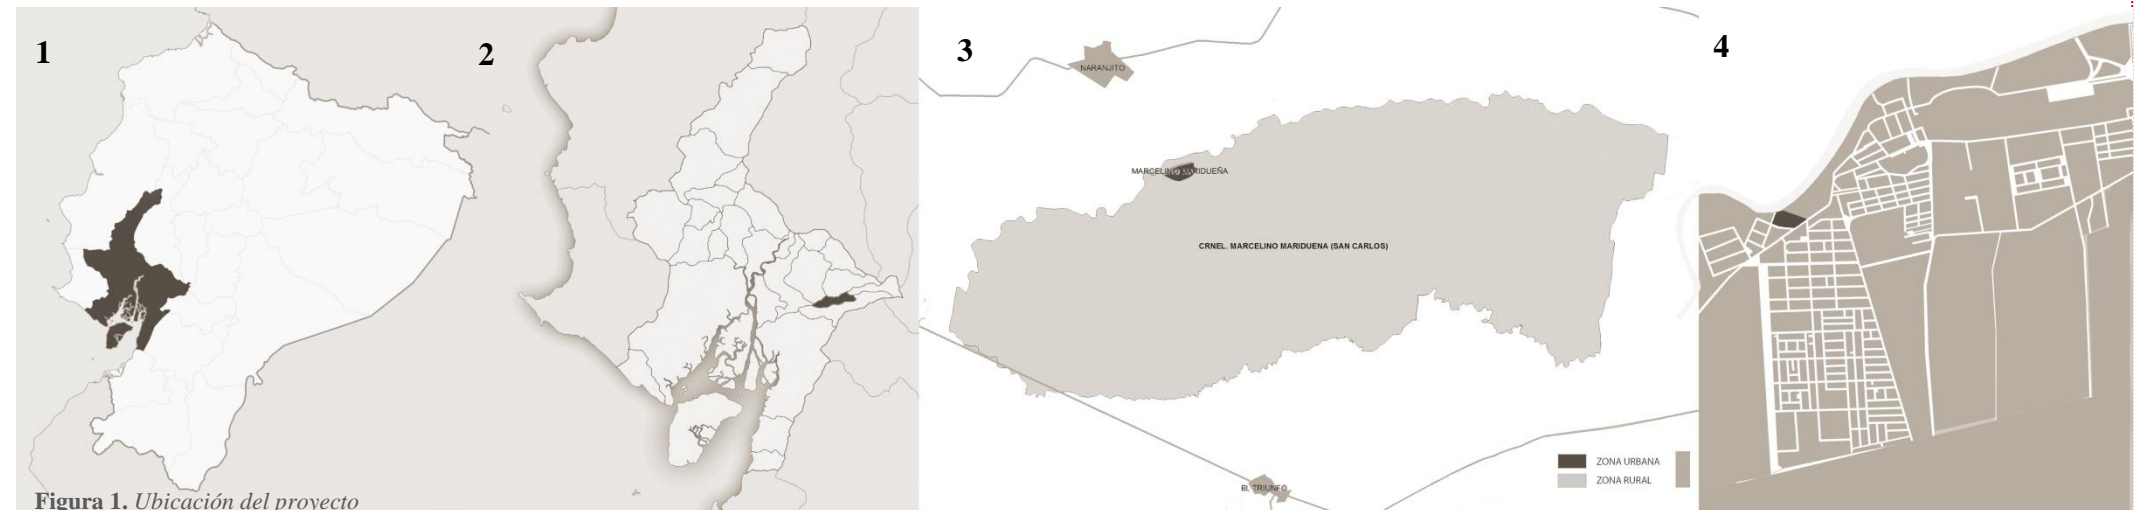 1
2
3
4
NARANJITO
MARCELINO MARIDUEÑA
CRNEL. MARCELINO MARIDUENA (SAN CARLOS)
ZONA URBANA
ZONA RURAL
EL TRIUNFO
Figura 1. Ubicación del proyecto